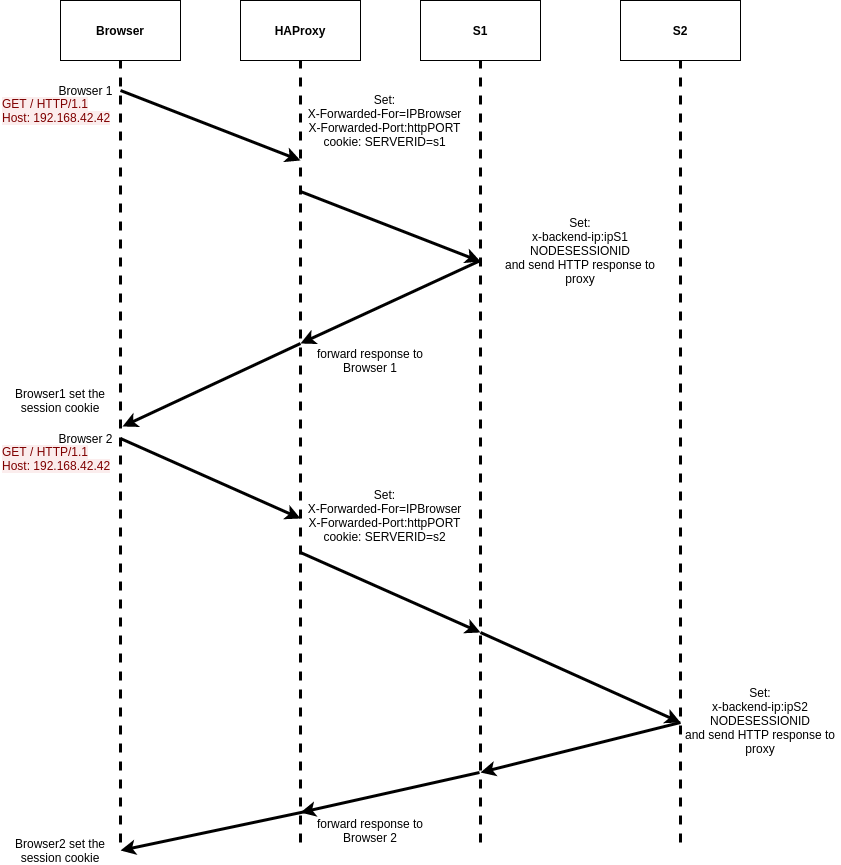 Browser
HAProxy
S1
S2
Browser 1
GET / HTTP/1.1
Host: 192.168.42.42
Set:
X-Forwarded-For=IPBrowser
X-Forwarded-Port:httpPORT
cookie: SERVERID=s1
Set:
x-backend-ip:ipS1
NODESESSIONID
and send HTTP response to
proxy
forward response to
Browser 1
Browser1 set the
session cookie
Browser 2
GET / HTTP/1.1
Host: 192.168.42.42
Set:
X-Forwarded-For=IPBrowser
X-Forwarded-Port:httpPORT
cookie: SERVERID=s2
Set:
x-backend-ip:ipS2
NODESESSIONID
and send HTTP response to
proxy
forward response to
Browser 2
Browser2 set the
session cookie